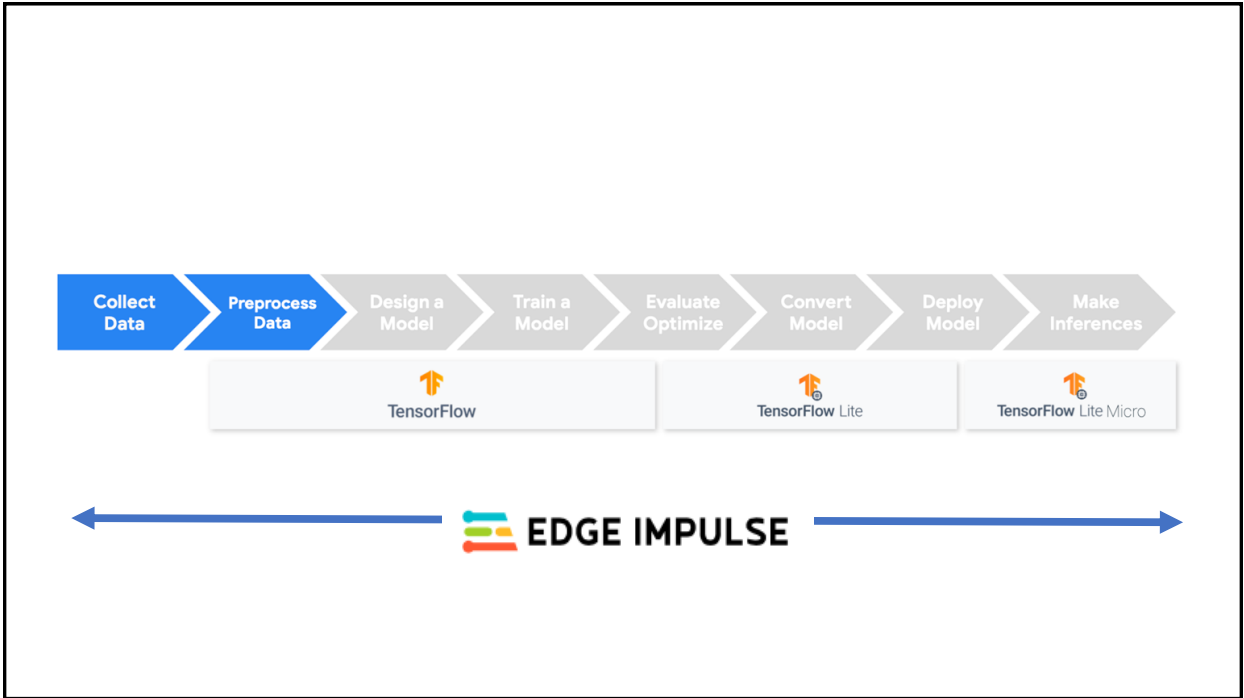 Collect
Data
Preprocess
Data
Design a
Model
Train a
Model
Evaluate
Optimize
Convert
Model
Deploy
Model
Make
Inferences
TensorFlow
TensorFlow Lite
TensorFlow Lite Micro
EDGE IMPULSE